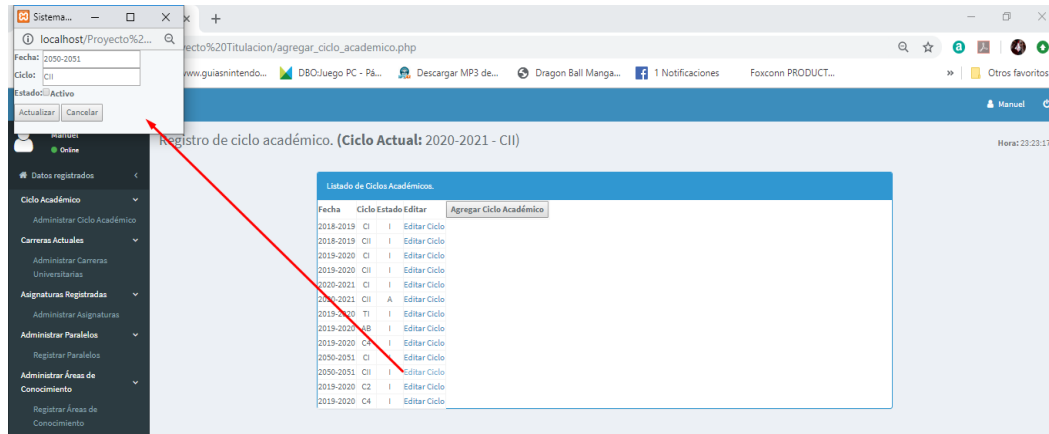 Sistema...
localhost/Proyecto%2...
Fecha: 2050-2051
Ciclo: CII
Estado: Activo
Actualizar Cancelar
yecto%20Titulacion/agregar_ciclo_academico.php
www.guiasnintendo... DBO:Juego PC - Pá... Descargar MP3 de... Dragon Ball Manga... 1 Notificaciones Foxconn PRODUCT... » Otros favoritos
Manuel
Manuel
Online
Registro de ciclo académico. (Ciclo Actual: 2020-2021 - CII)
Hora: 23:23:17
Datos registrados
Ciclo Académico
Administrar Ciclo Académico
Carreras Actuales
Administrar Carreras
Universitarias
Asignaturas Registradas
Administrar Asignaturas
Administrar Paralelos
Registrar Paralelos
Administrar Áreas de
Conocimiento
Registrar Áreas de
Conocimiento
Listado de Ciclos Académicos.
Fecha Ciclo Estado Editar Agregar Ciclo Académico
2018-2019 CI I Editar Ciclo
2018-2019 CII I Editar Ciclo
2019-2020 CI I Editar Ciclo
2019-2020 CII I Editar Ciclo
2020-2021 CI I Editar Ciclo
2020-2021 CII A Editar Ciclo
2019-2020 TI I Editar Ciclo
2019-2020 AB I Editar Ciclo
2019-2020 C4 I Editar Ciclo
2050-2051 CI I Editar Ciclo
2050-2051 CII I Editar Ciclo
2019-2020 C2 I Editar Ciclo
2019-2020 C4 I Editar Ciclo